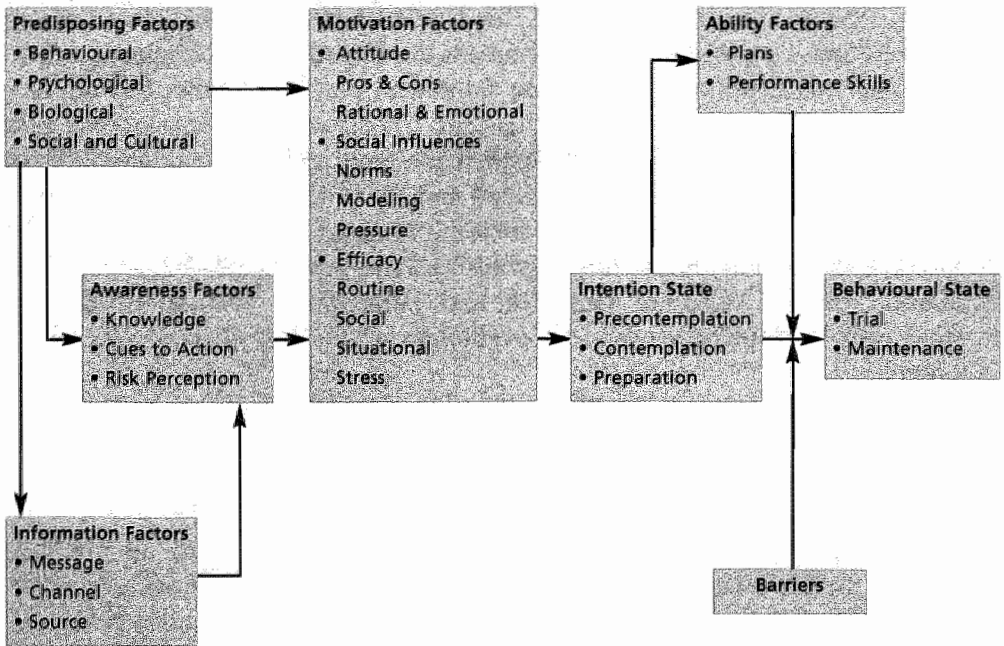 Predisposing Factors
• Behavioural
• Psychological
• Biological
• Social and Cultural
Motivation Factors
• Attitude
Pros & Cons
Rational & Emotional
• Social Influences
Norms
Modeling
Pressure
• Efficacy
Routine
Social
Situational
Stress
Ability Factors
• Plans
• Performance Skills
Awareness Factors
• Knowledge
• Cues to Action
• Risk Perception
Intention State
• Precontemplation
• Contemplation
• Preparation
Behavioural State
• Trial
• Maintenance
Information Factors
• Message
• Channel
• Source
Barriers